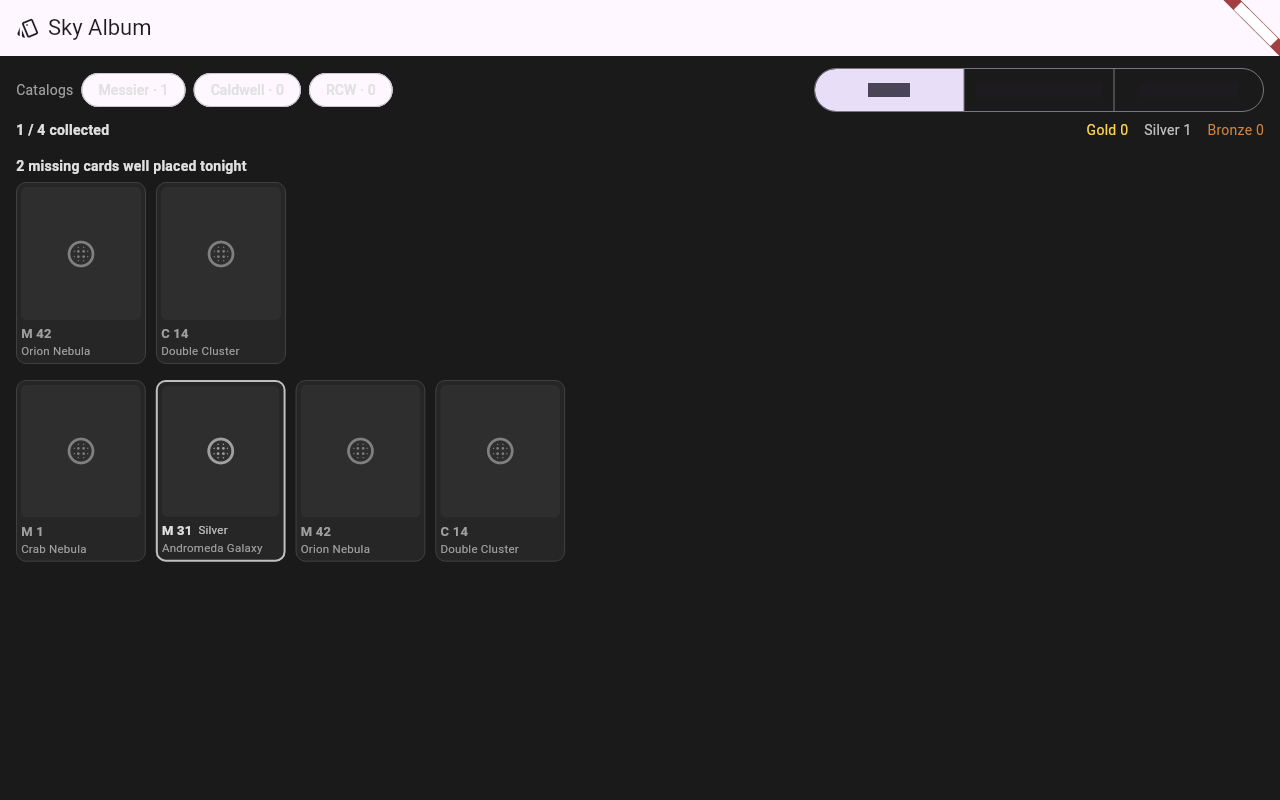 Sky Album
Catalogs Messier · 1 Caldwell · 0 RCW · 0
1 / 4 collected
Gold 0 Silver 1 Bronze 0
2 missing cards well placed tonight
M 42
Orion Nebula
C 14
Double Cluster
M 1
Crab Nebula
M 31 Silver
Andromeda Galaxy
M 42
Orion Nebula
C 14
Double Cluster